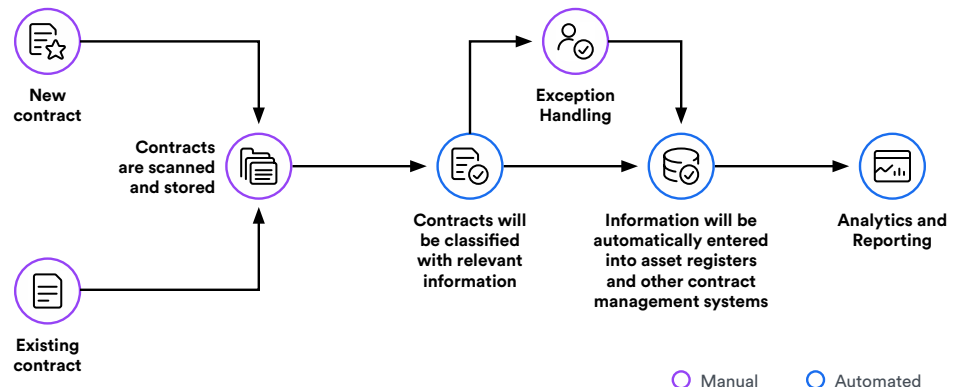 New
contract
Contracts
are scanned
and stored
Existing
contract
Exception
Handling
Contracts will
be classified
with relevant
information
Information will be
automatically entered
into asset registers
and other contract
management systems
Analytics and
Reporting
Manual
Automated